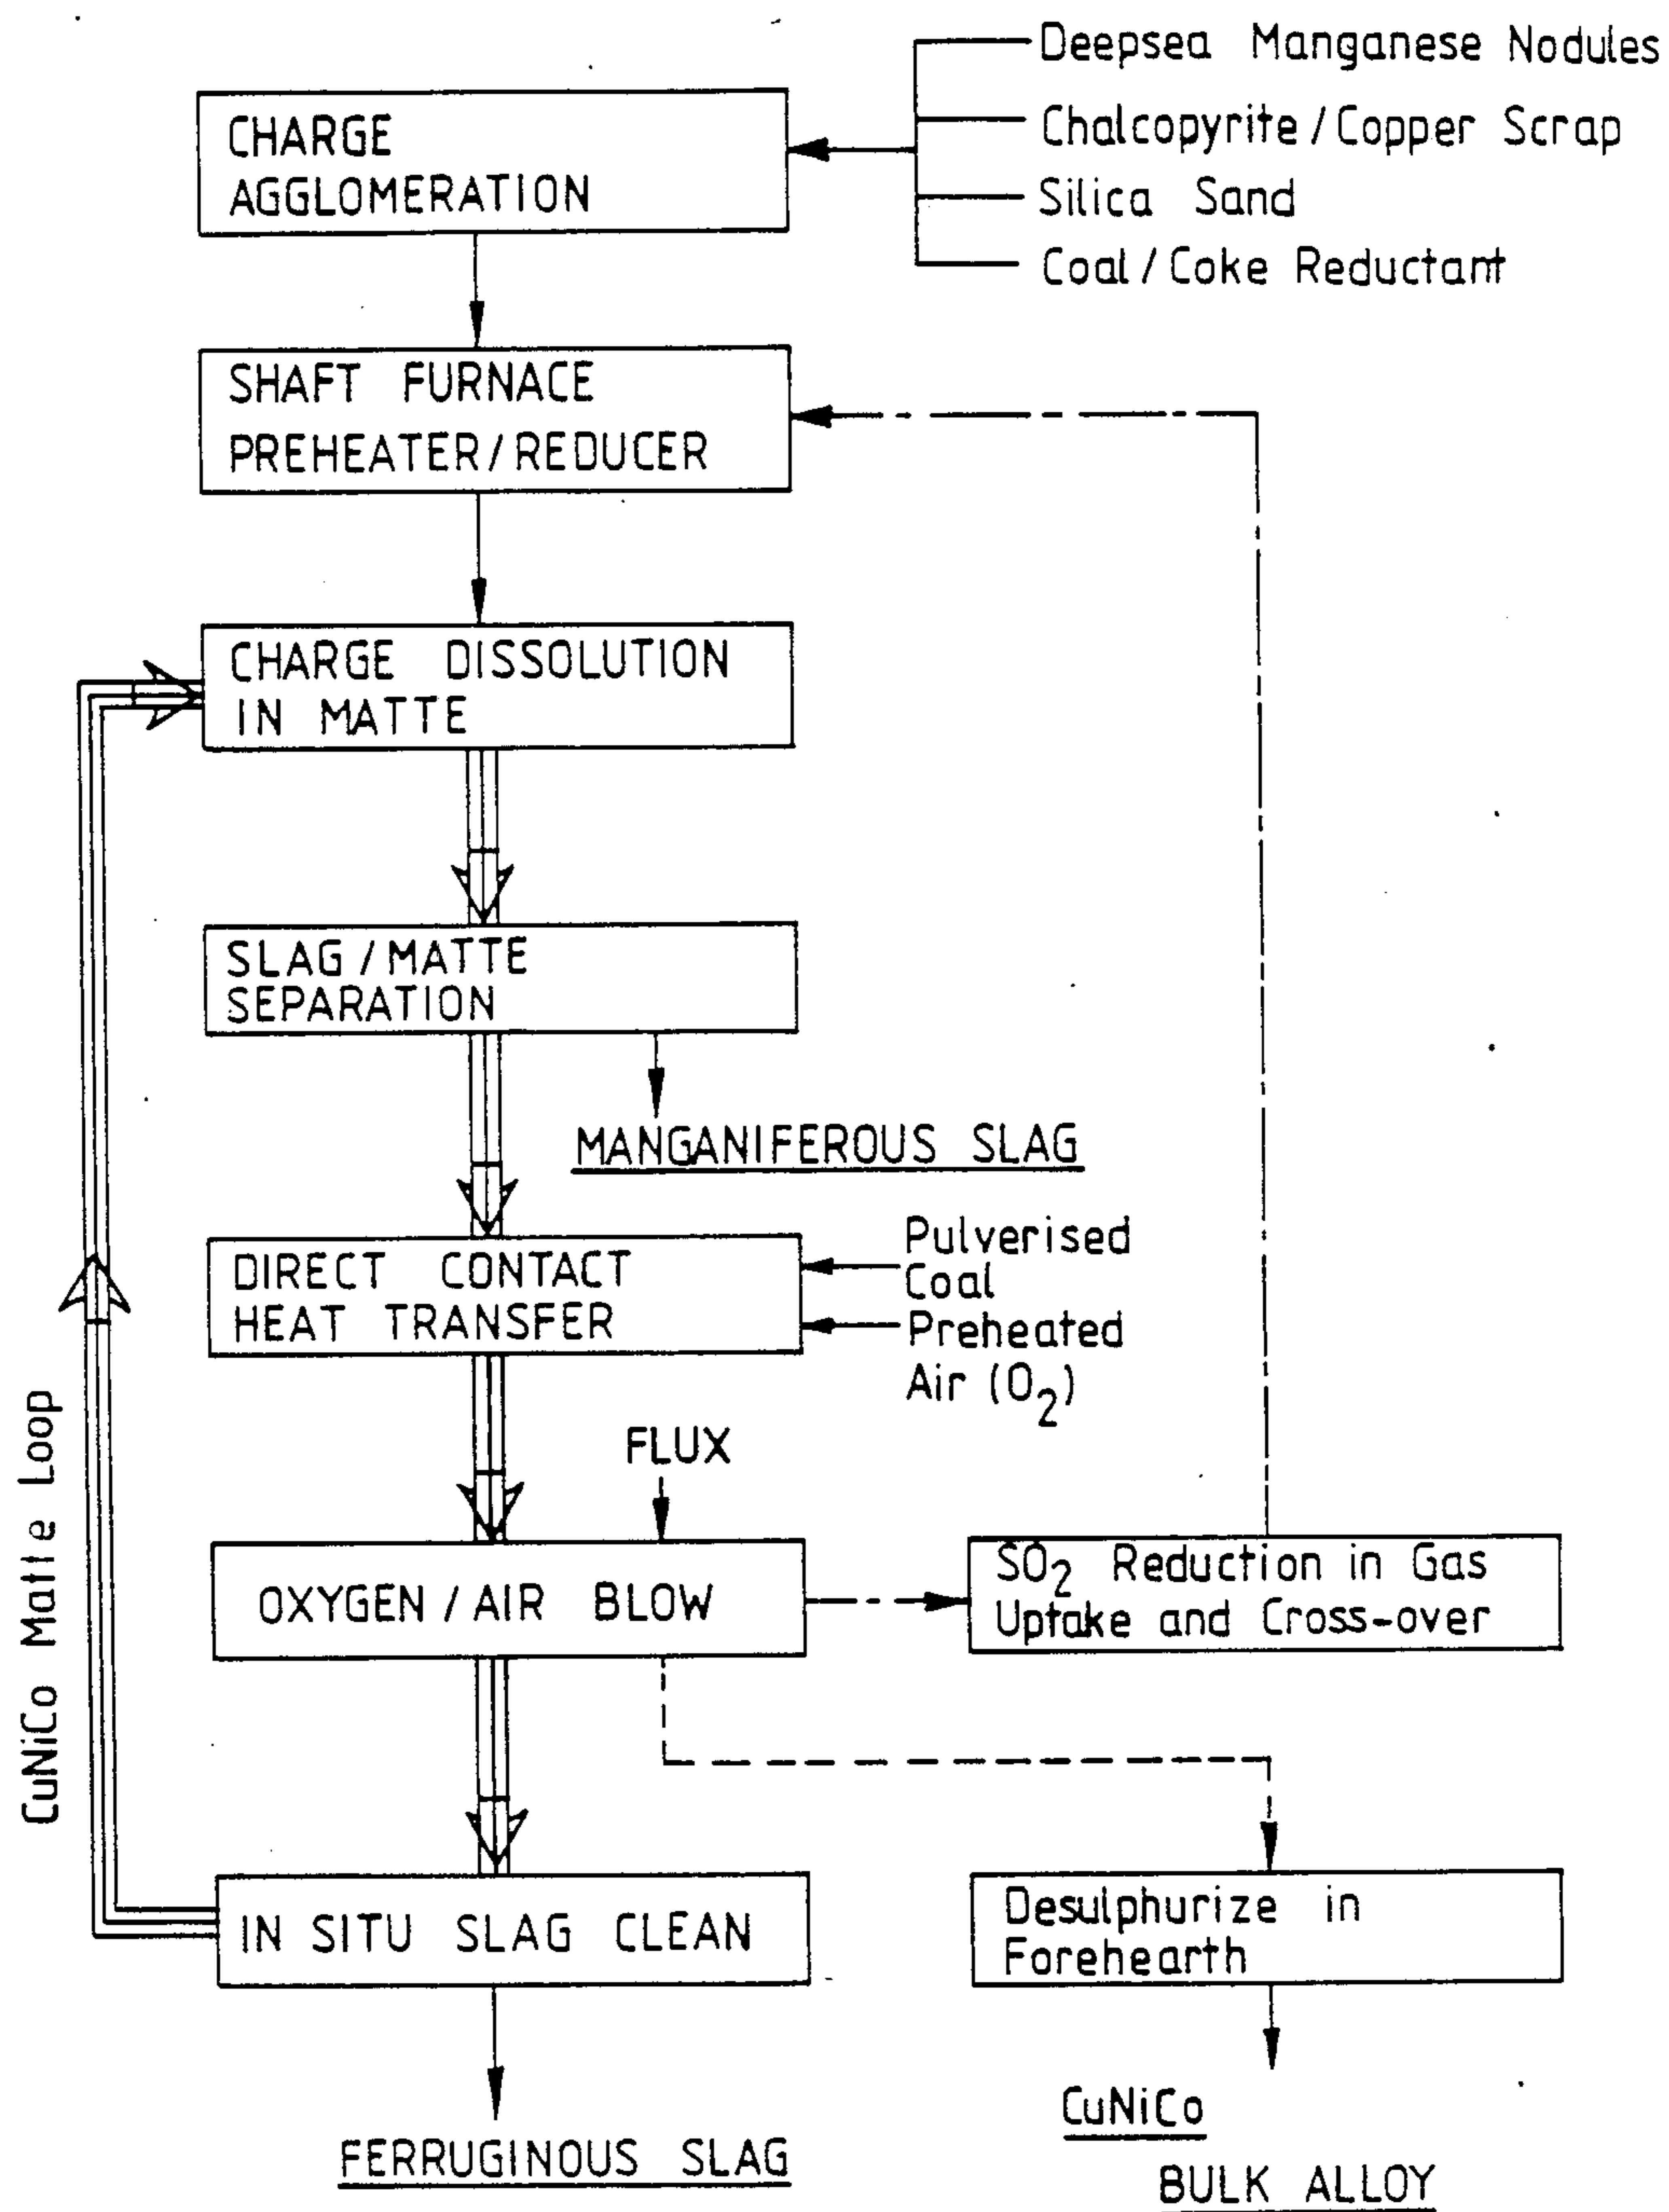 Deepsea Manganese Nodules
Chalcopyrite/Copper Scrap
Silica Sand
Coal/Coke Reductant
CHARGE
AGGLOMERATION
SHAFT FURNACE
PREHEATER/REDUCER
CHARGE DISSOLUTION
IN MATTE
SLAG/MATTE
SEPARATION
MANGANIFEROUS SLAG
DIRECT CONTACT
HEAT TRANSFER
Pulverised
Coal
Preheated
Air (O2)
FLUX
OXYGEN/AIR BLOW
SO2 Reduction in Gas
Uptake and Cross-over
CuNiCo Matte Loop
IN SITU SLAG CLEAN
Desulphurize in
Forehearth
FERRUGINOUS SLAG
CuNiCo
BULK ALLOY